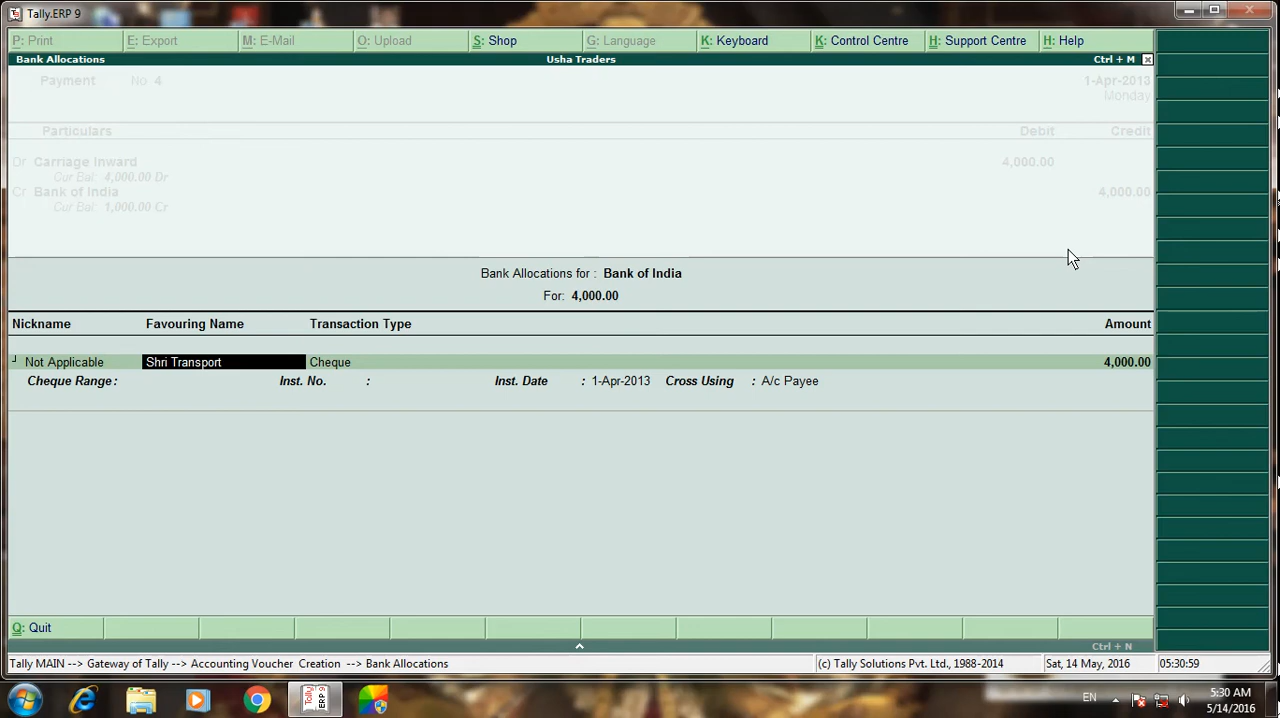 Tally.ERP 9
P: Print E: Export M: E-Mail O: Upload S: Shop G: Language K: Keyboard K: Control Centre H: Support Centre H: Help
Bank Allocations Usha Traders Ctrl + M
Payment No 4 1-Apr-2013
Monday
Particulars Debit Credit
Dr Carriage Inward 4,000.00
Cur Bal: 4,000.00 Dr
Cr Bank of India 4,000.00
Cur Bal: 1,000.00 Cr
Bank Allocations for : Bank of India
For: 4,000.00
Nickname Favouring Name Transaction Type Amount
Not Applicable Shri Transport Cheque 4,000.00
Cheque Range: Inst. No. : Inst. Date : 1-Apr-2013 Cross Using : A/c Payee
Q: Quit
Ctrl + N
Tally MAIN --> Gateway of Tally --> Accounting Voucher Creation --> Bank Allocations (c) Tally Solutions Pvt. Ltd., 1988-2014 Sat, 14 May, 2016 05:30:59
Tally ERP 9
EN 5:30 AM
5/14/2016